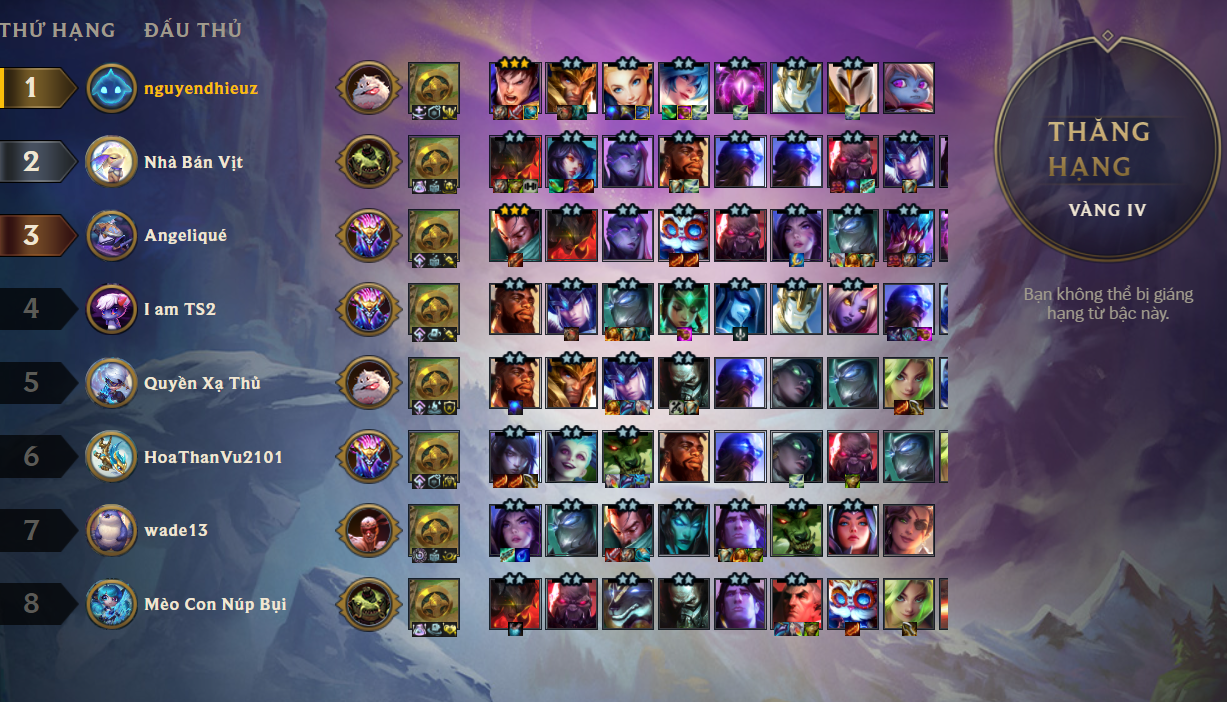 THỨ HẠNG ĐẤU THỦ
1 nguyendhieuz
2 Nhà Bán Vịt
3 Angeliqué
4 I am TS2
5 Quyền Xạ Thủ
6 HoaThanVu2101
7 wade13
8 Mèo Con Núp Bụi
THĂNG
HẠNG
VÀNG IV
Bạn không thể bị giáng
hạng từ bậc này.